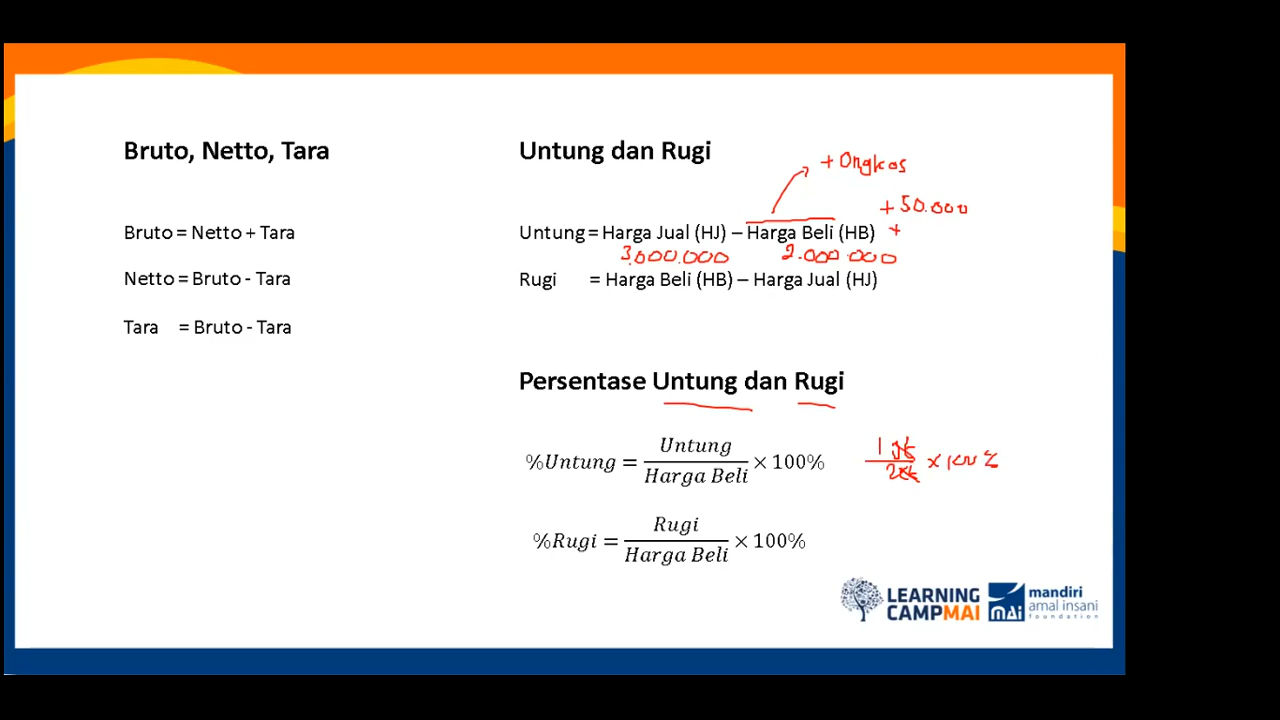 Bruto, Netto, Tara
Bruto = Netto + Tara
Netto = Bruto - Tara
Tara = Bruto - Tara
Untung dan Rugi
+ Ongkos
+ 50.000
Untung = Harga Jual (HJ) – Harga Beli (HB) +
3.000.000 2.000.000
Rugi = Harga Beli (HB) – Harga Jual (HJ)
Persentase Untung dan Rugi
%Untung = Untung / Harga Beli × 100%
1 Jt / 2 Jt × 100%
%Rugi = Rugi / Harga Beli × 100%
LEARNING
CAMPMAI
MAI
mandiri
amal insani
foundation